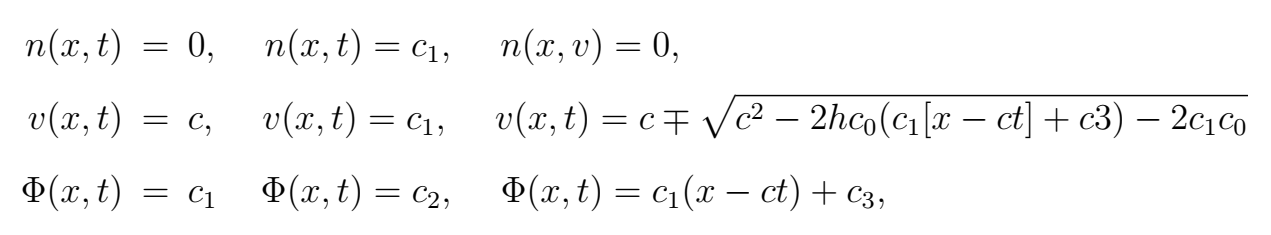 n(x, t) = 0, n(x, t) = c₁, n(x, v) = 0,
v(x, t) = c, v(x, t) = c₁, v(x, t) = c ∓ √(c² − 2hc₀(c₁[x − ct] + c3) − 2c₁c₀)
Φ(x, t) = c₁ Φ(x, t) = c₂, Φ(x, t) = c₁(x − ct) + c₃,